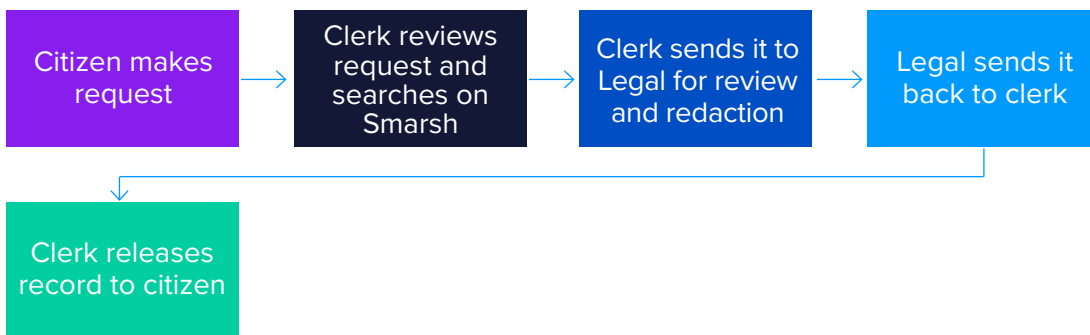 Citizen makes
request
Clerk reviews
request and
searches on
Smarsh
Clerk sends it to
Legal for review
and redaction
Legal sends it
back to clerk
Clerk releases
record to citizen